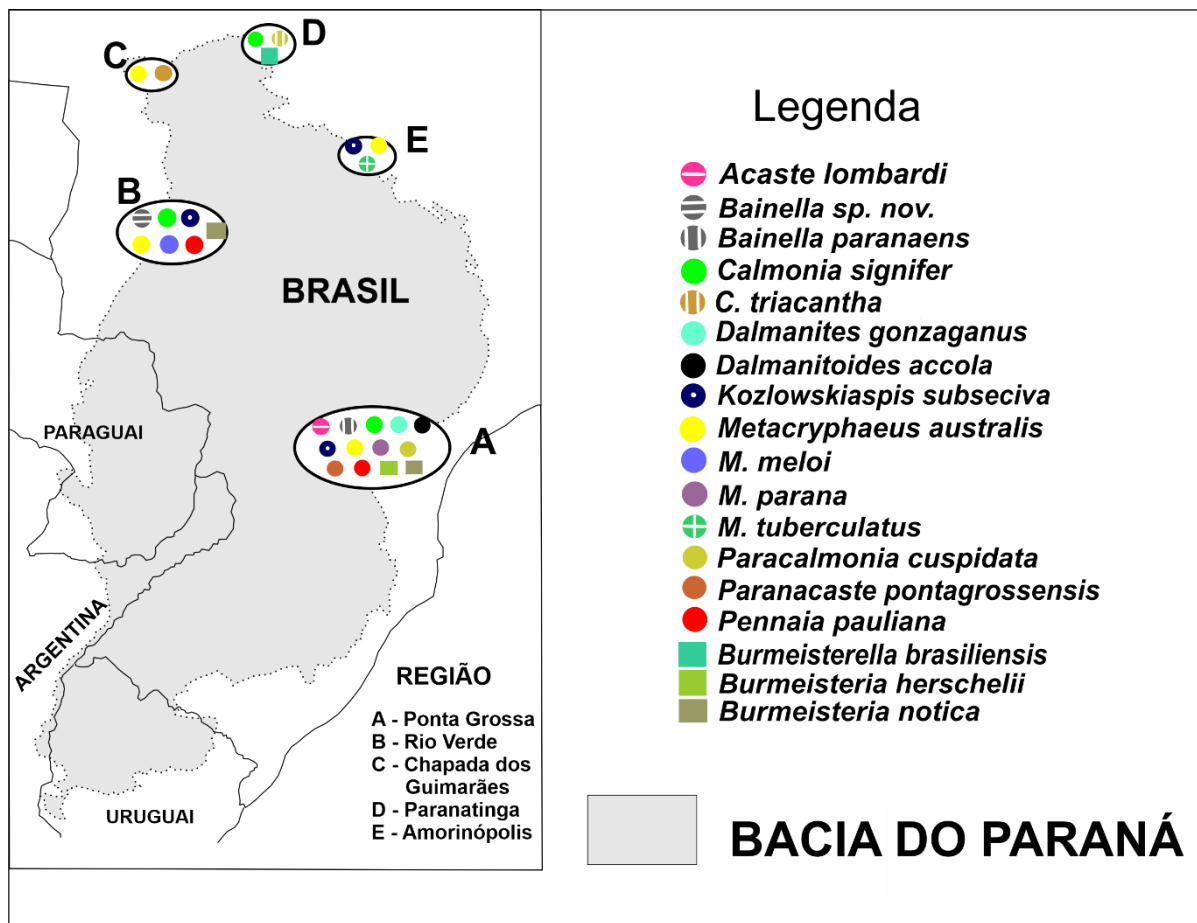 D
C
E
B
BRASIL
PARAGUAI
A
ARGENTINA
REGIÃO
A - Ponta Grossa
B - Rio Verde
C - Chapada dos
Guimarães
D - Paranatinga
E - Amorinópolis
URUGUAI
Legenda
Acaste lombardi
Bainella sp. nov.
Bainella paranaens
Calmonia signifer
C. triacantha
Dalmanites gonzaganus
Dalmanitoides accola
Kozlowskiaspis subseciva
Metacryphaeus australis
M. meloi
M. parana
M. tuberculatus
Paracalmonia cuspidata
Paranacaste pontagrossensis
Pennaia pauliana
Burmeisterella brasiliensis
Burmeisteria herschelii
Burmeisteria notica
BACIA DO PARANÁ